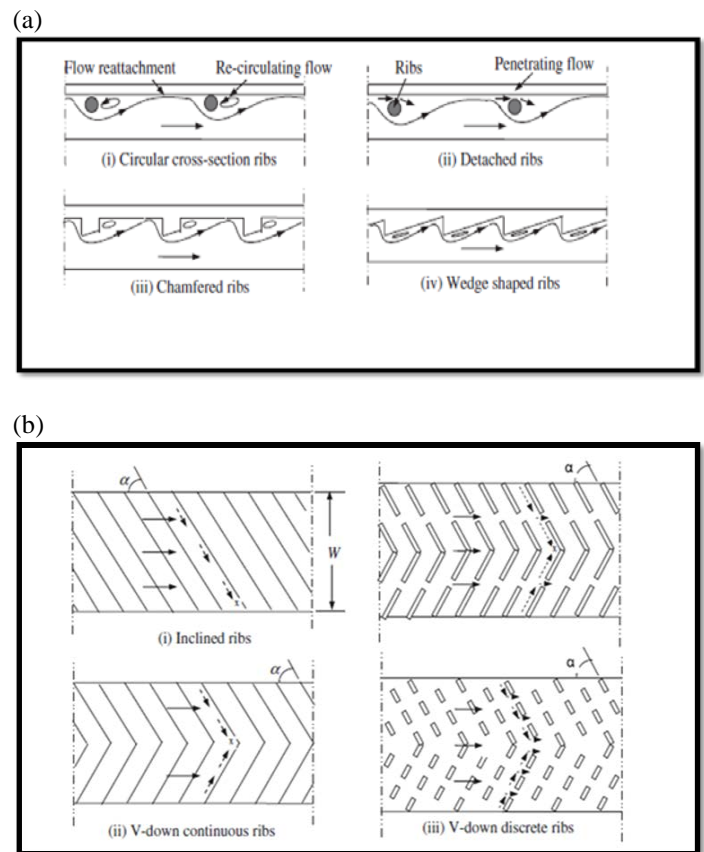 (a)
Flow reattachment Re-circulating flow
Ribs Penetrating flow
(i) Circular cross-section ribs
(ii) Detached ribs
(iii) Chamfered ribs
(iv) Wedge shaped ribs
(b)
α
W
(i) Inclined ribs
α
α
(ii) V-down continuous ribs
α
(iii) V-down discrete ribs